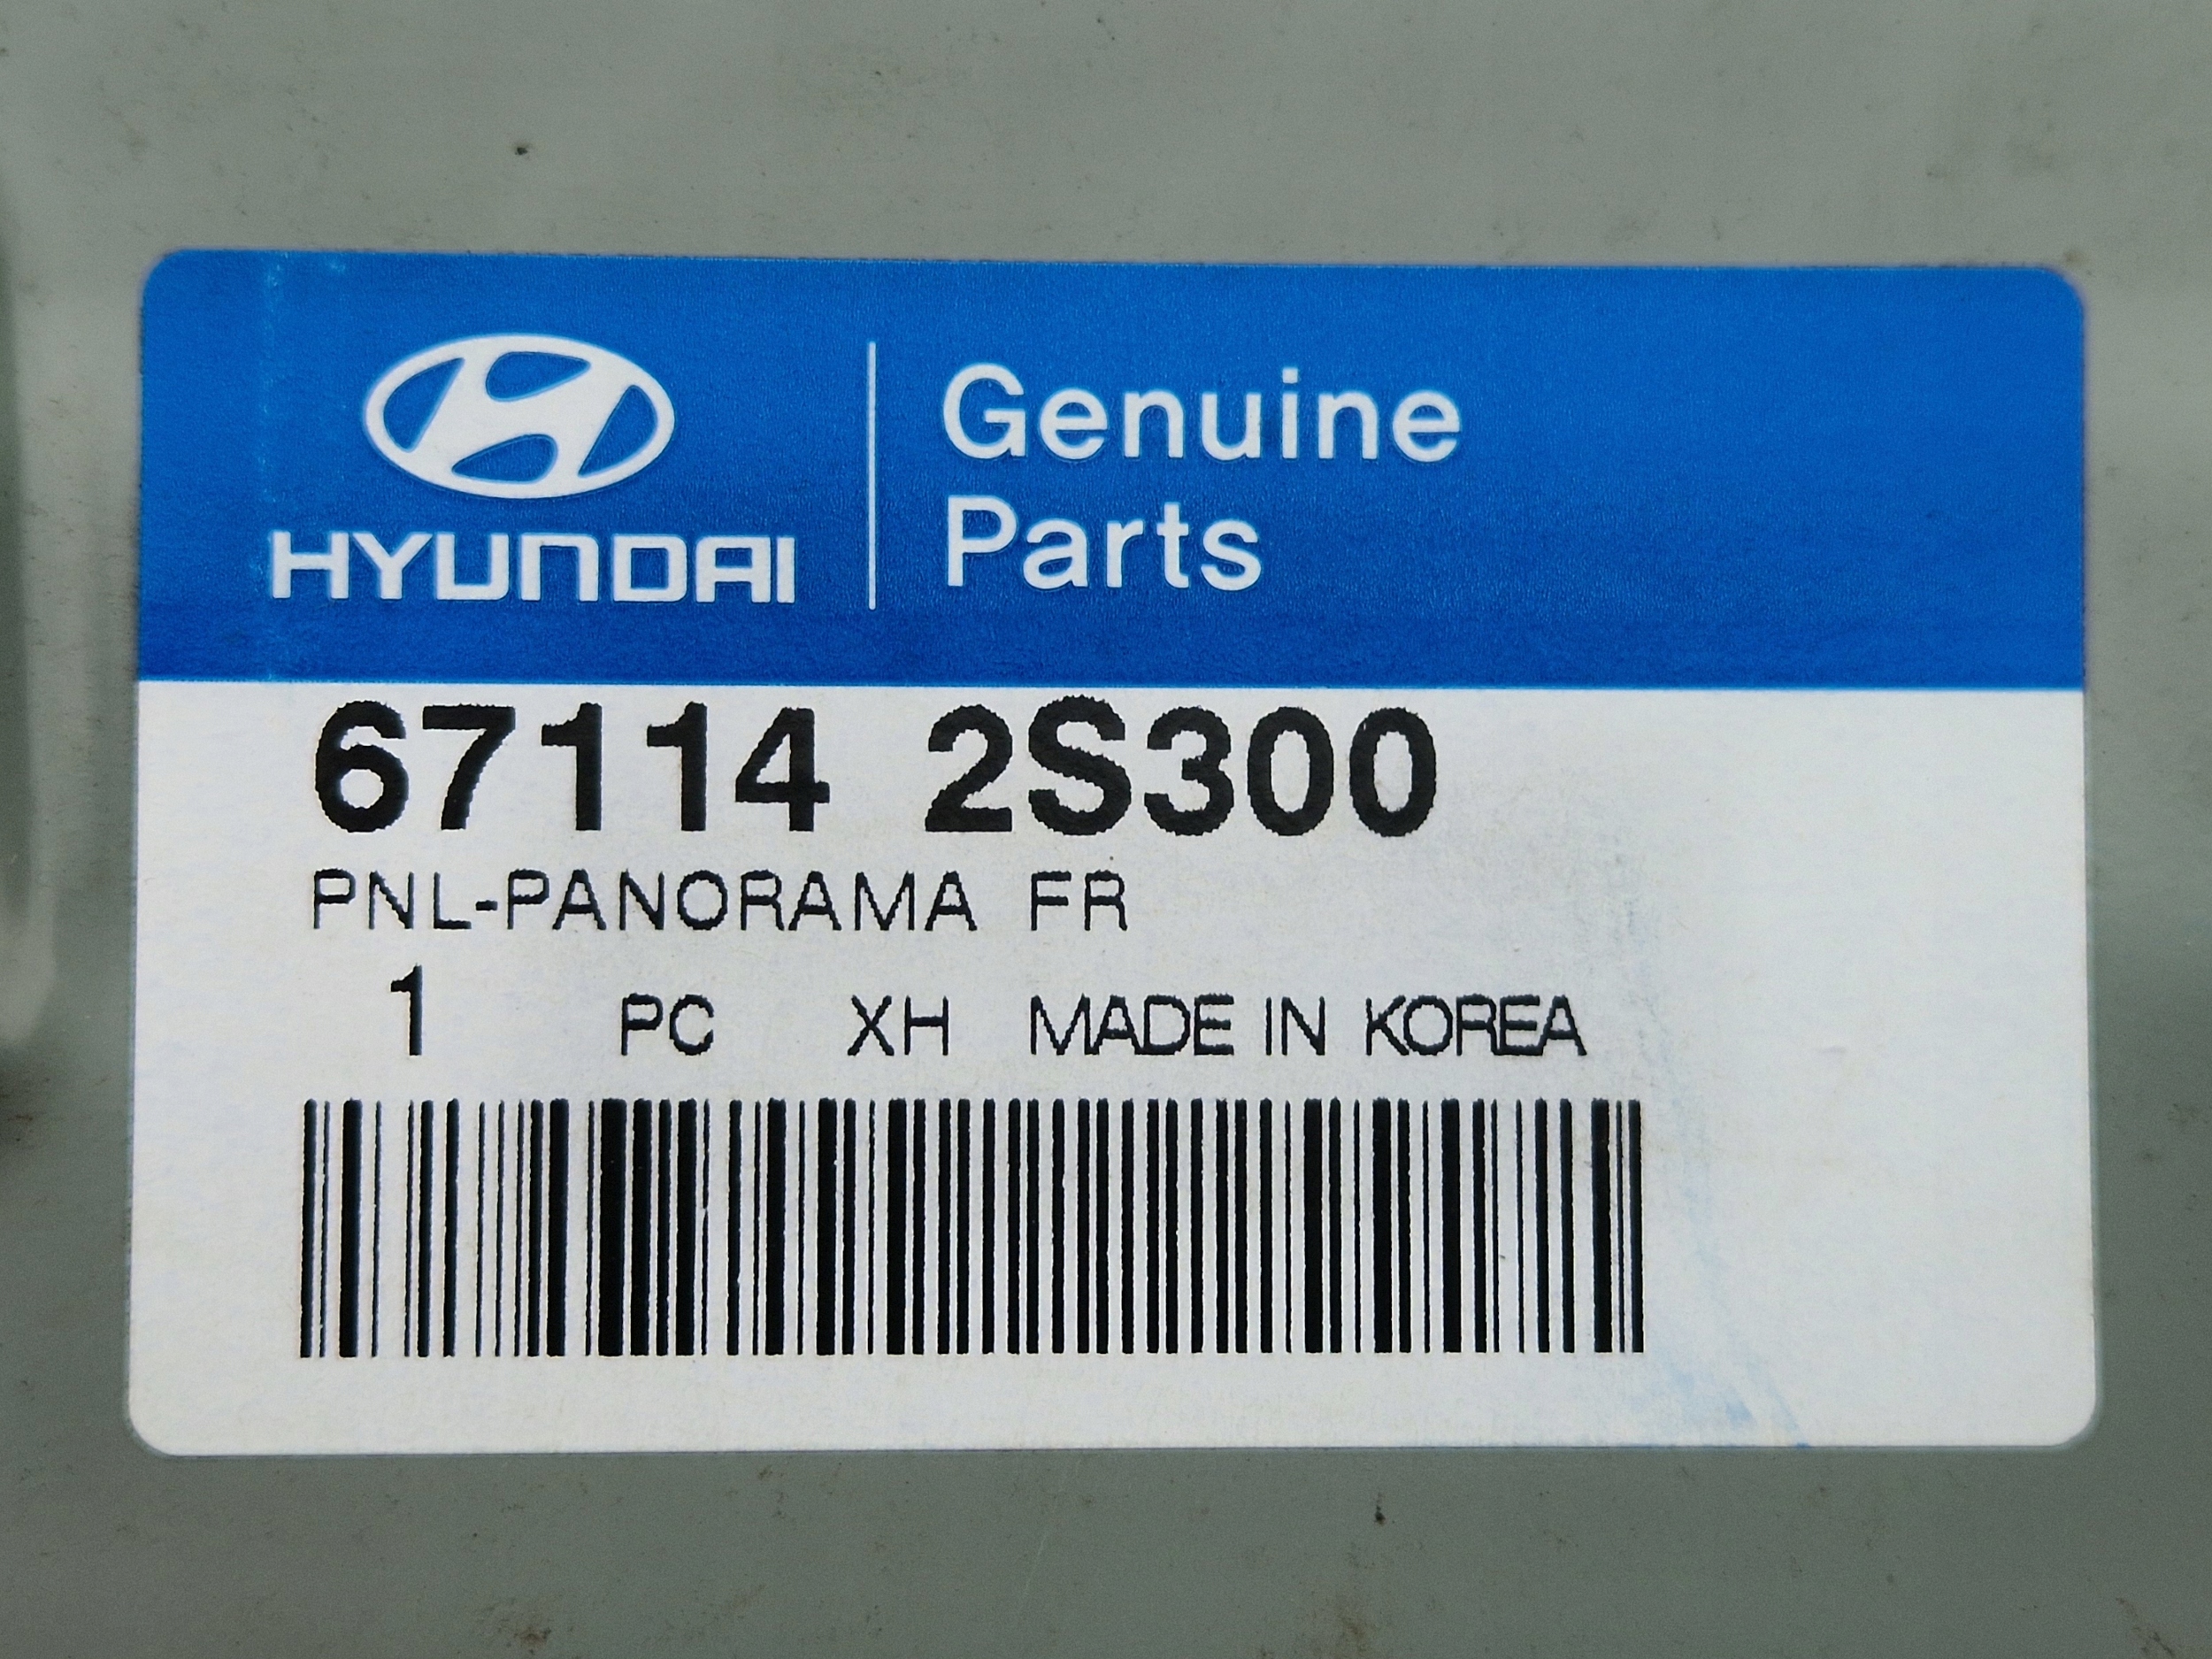 HYUNDAI
Genuine
Parts
67114 2S300
PNL-PANORAMA FR
1 PC XH MADE IN KOREA